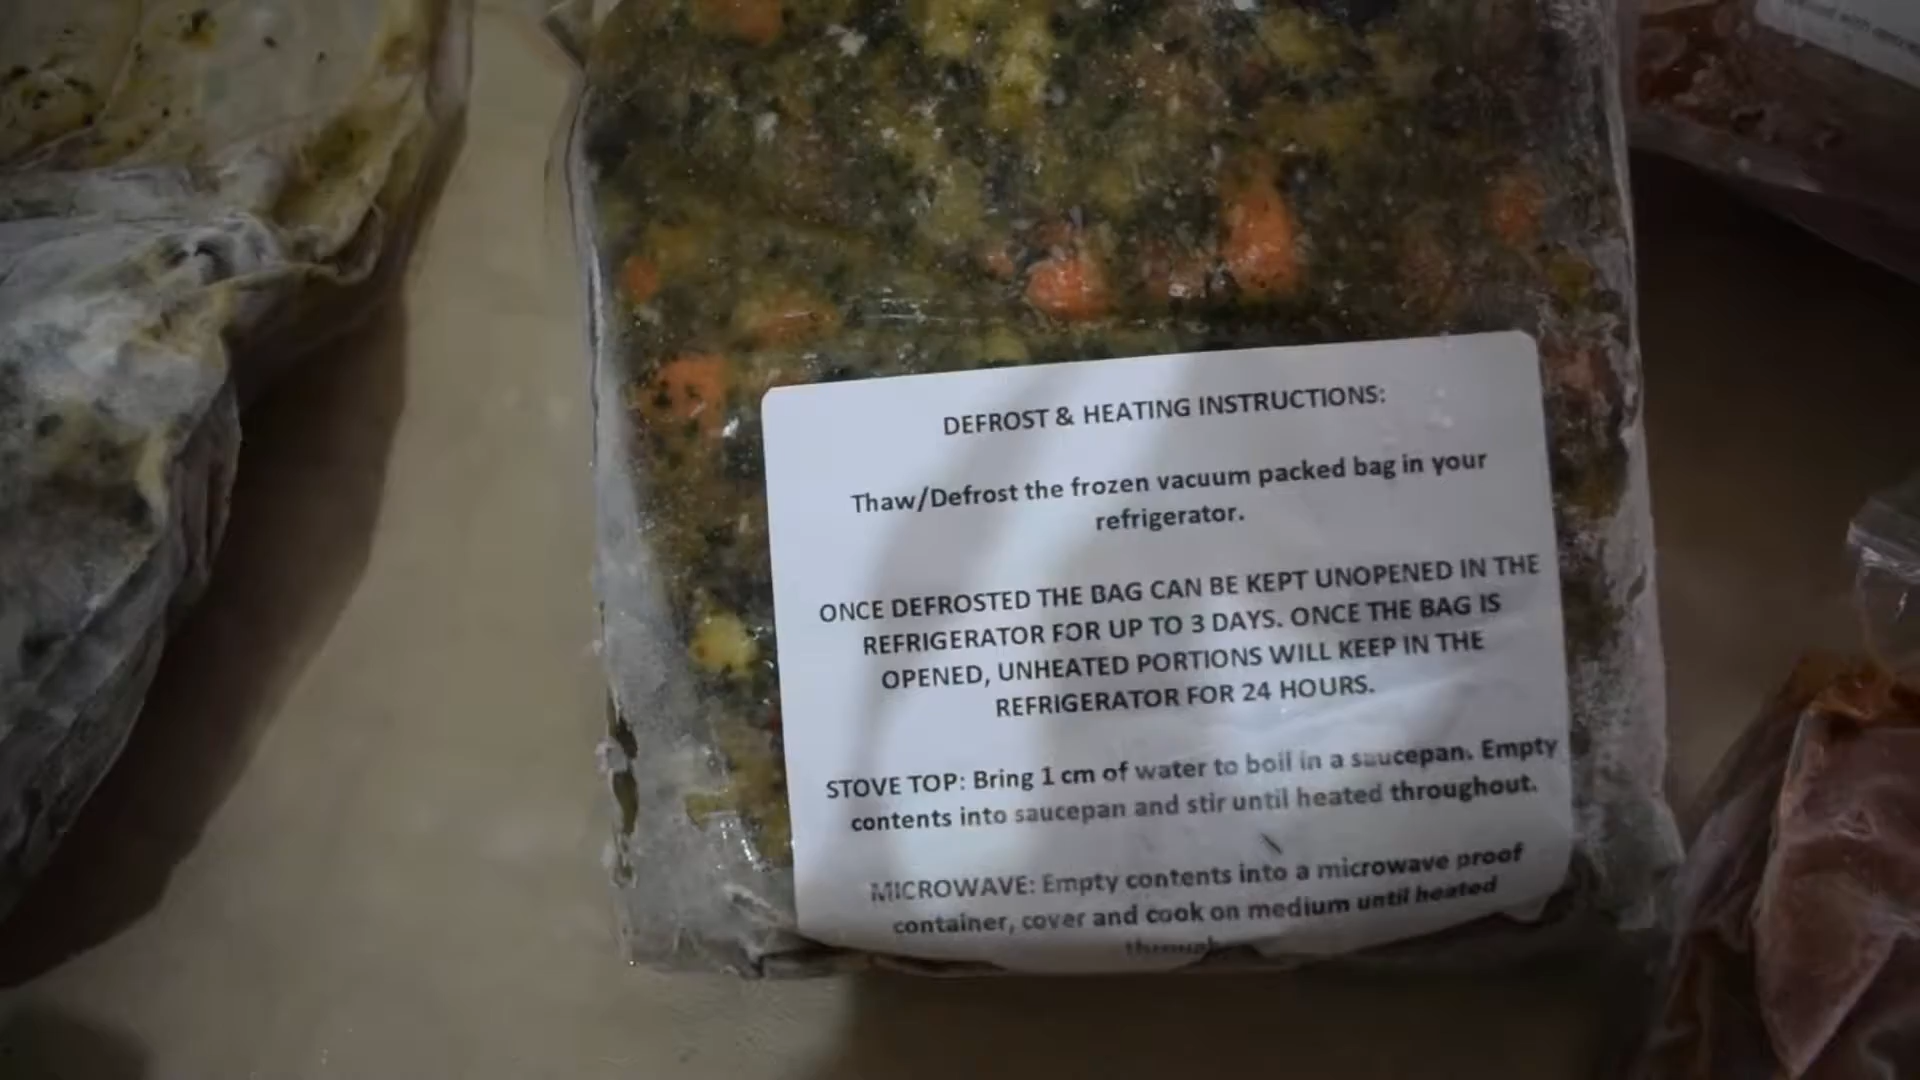 DEFROST & HEATING INSTRUCTIONS:
Thaw/Defrost the frozen vacuum packed bag in your
refrigerator.
ONCE DEFROSTED THE BAG CAN BE KEPT UNOPENED IN THE
REFRIGERATOR FOR UP TO 3 DAYS. ONCE THE BAG IS
OPENED, UNHEATED PORTIONS WILL KEEP IN THE
REFRIGERATOR FOR 24 HOURS.
STOVE TOP: Bring 1 cm of water to boil in a saucepan. Empty
contents into saucepan and stir until heated throughout.
MICROWAVE: Empty contents into a microwave proof
container, cover and cook on medium until heated